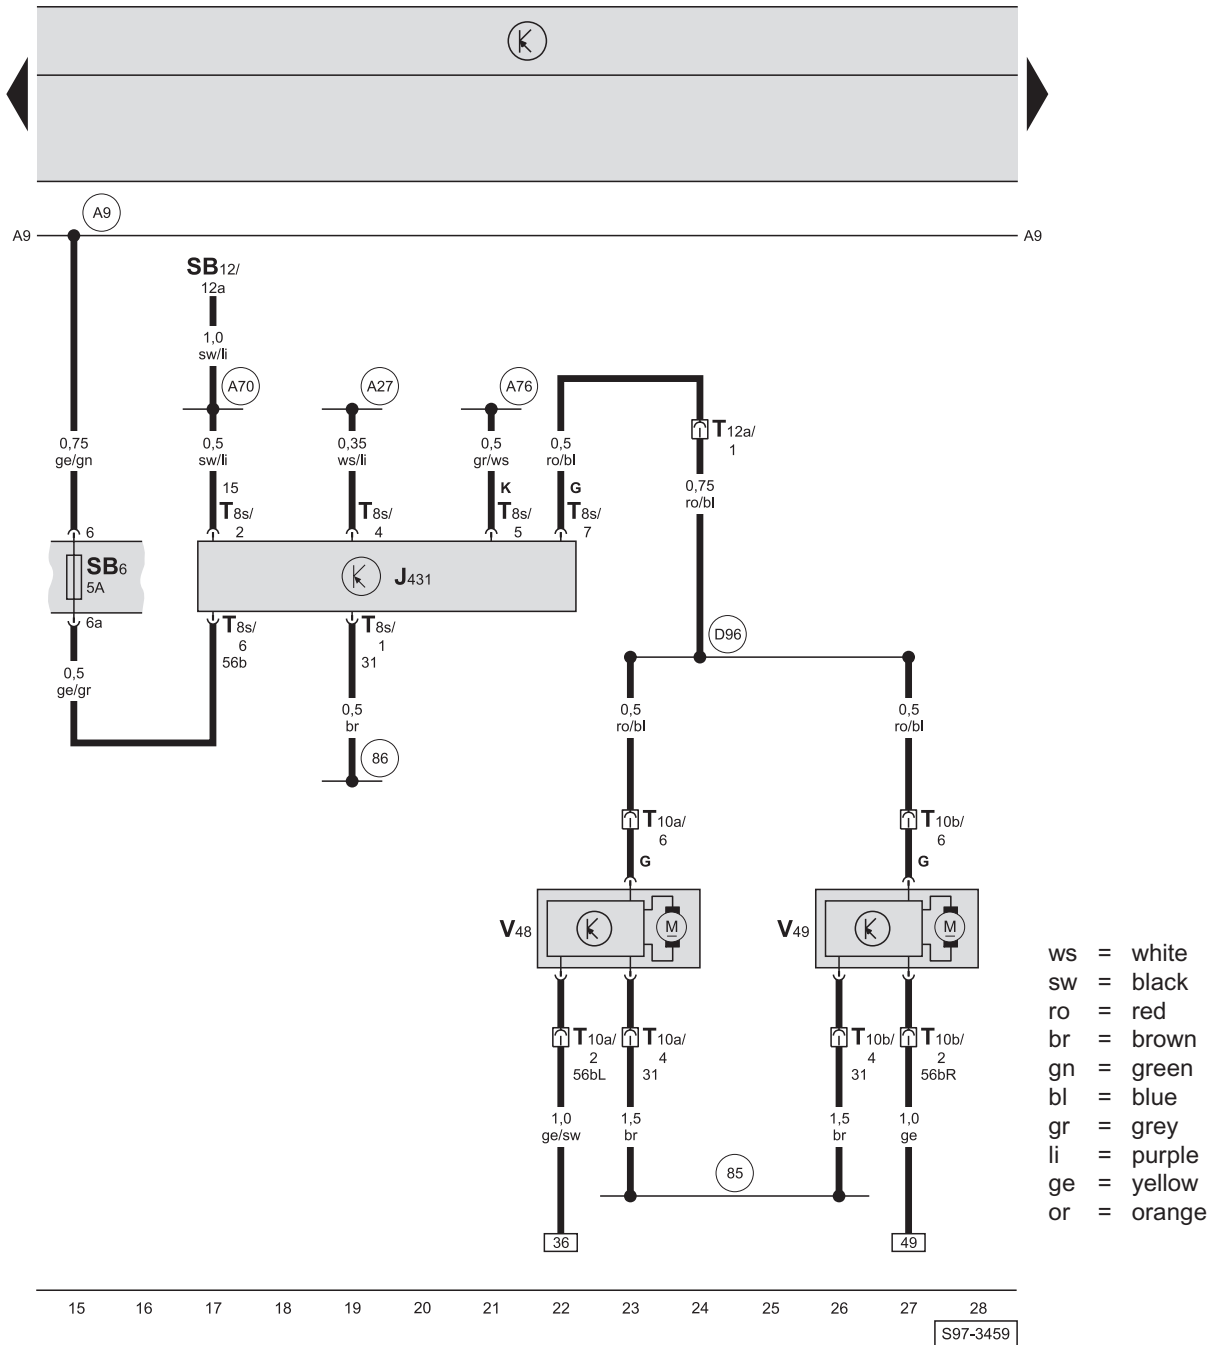 A9
A9 A9
SB12/
12a
1,0
sw/li
A70 A27 A76
T12a/
1
0,75
ge/gn
0,5
sw/li
0,35
ws/li
0,5
gr/ws
0,5
ro/bl
0,75
ro/bl
15 K G
T8s/ T8s/ T8s/ T8s/
6 2 4 5 7
SB6
5A
J431
6a
T8s/
6
56b
T8s/
1
31
D96
0,5
ge/gr
0,5
br
0,5
ro/bl
0,5
ro/bl
86
T10a/
6
T10b/
6
G G
V48 M V49 M
T10a/
2
56bL
T10a/
4
31
T10b/
4
31
T10b/
2
56bR
1,0
ge/sw
1,5
br
1,5
br
1,0
ge
85
36 49
ws = white
sw = black
ro = red
br = brown
gn = green
bl = blue
gr = grey
li = purple
ge = yellow
or = orange
15 16 17 18 19 20 21 22 23 24 25 26 27 28
S97-3459